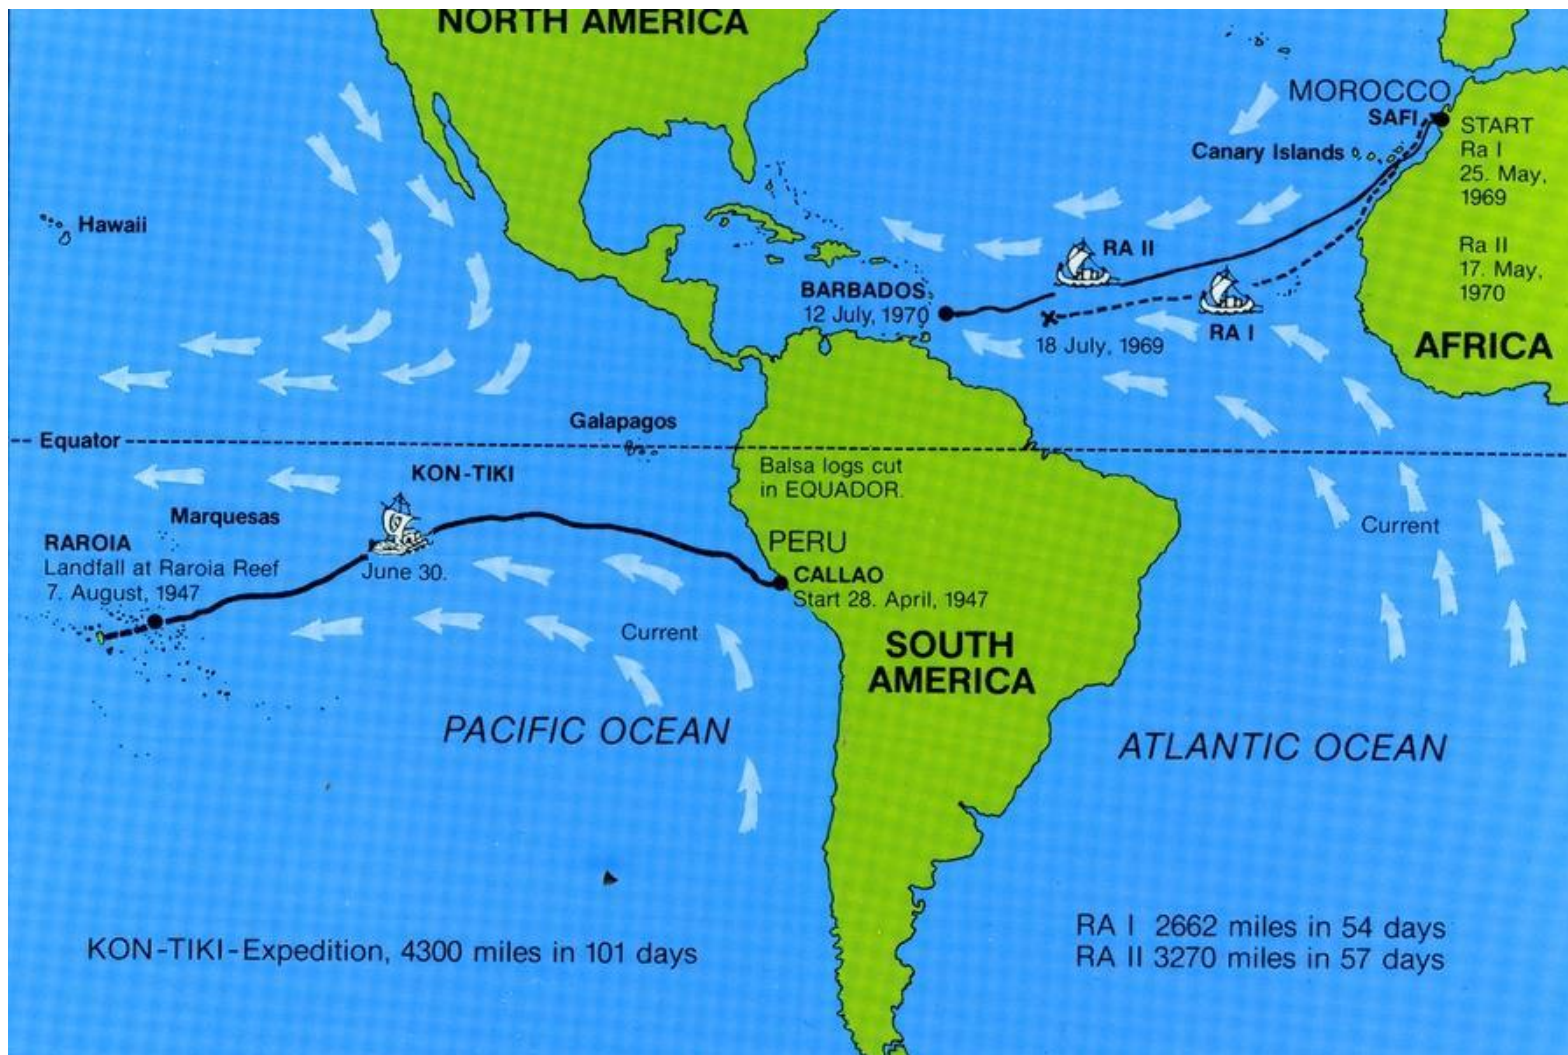 NORTH AMERICA
MOROCCO
SAFI
START
Ra I
25. May,
1969
Ra II
17. May,
1970
Canary Islands
Hawaii
RA II
BARBADOS
12 July, 1970
RA I
18 July, 1969
AFRICA
Galapagos
Equator
KON-TIKI
Balsa logs cut
in EQUADOR.
Marquesas
Current
RAROIA
Landfall at Raroia Reef
7. August, 1947
June 30.
PERU
CALLAO
Start 28. April, 1947
Current
SOUTH
AMERICA
PACIFIC OCEAN
ATLANTIC OCEAN
KON-TIKI-Expedition, 4300 miles in 101 days
RA I 2662 miles in 54 days
RA II 3270 miles in 57 days